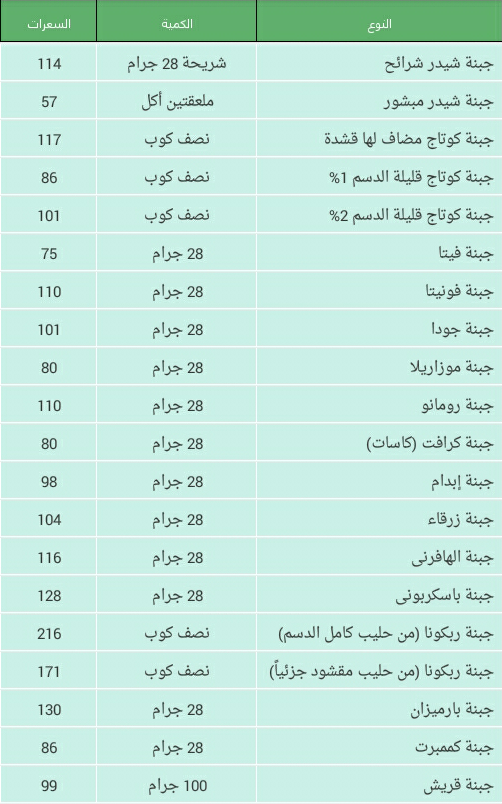 النوع الكمية السعرات
جبنة شيدر شرائح شريحة 28 جرام 114
جبنة شيدر مبشور ملعقتين أكل 57
جبنة كوتاج مضاف لها قشدة نصف كوب 117
جبنة كوتاج قليلة الدسم 1% نصف كوب 86
جبنة كوتاج قليلة الدسم 2% نصف كوب 101
جبنة فيتا 28 جرام 75
جبنة فونيتا 28 جرام 110
جبنة جودا 28 جرام 101
جبنة موزاريلا 28 جرام 80
جبنة رومانو 28 جرام 110
جبنة كرافت (كاسات) 28 جرام 80
جبنة إبدام 28 جرام 98
جبنة زرقاء 28 جرام 104
جبنة الهافرنى 28 جرام 116
جبنة باسكربونى 28 جرام 128
جبنة ربكونا (من حليب كامل الدسم) نصف كوب 216
جبنة ربكونا (من حليب مقشود جزئياً) نصف كوب 171
جبنة بارميزان 28 جرام 130
جبنة كممبرت 28 جرام 86
جبنة قريش 100 جرام 99